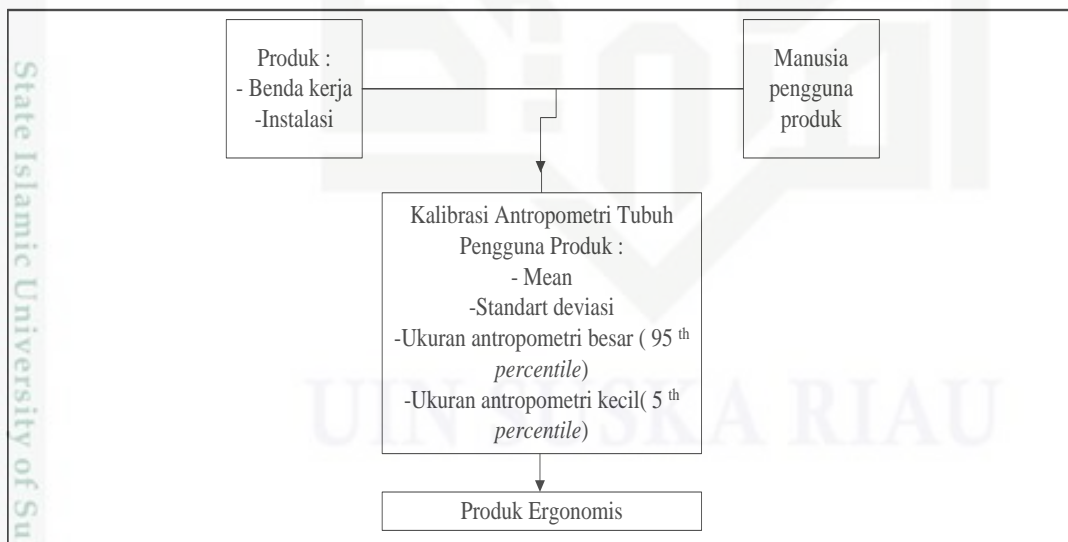 Produk :
- Benda kerja
-Instalasi
Manusia
pengguna
produk
Kalibrasi Antropometri Tubuh
Pengguna Produk :
- Mean
-Standart deviasi
-Ukuran antropometri besar ( 95 th
percentile)
-Ukuran antropometri kecil( 5 th
percentile)
Produk Ergonomis
State Islamic University of Su
UIN SUSKA RIAU